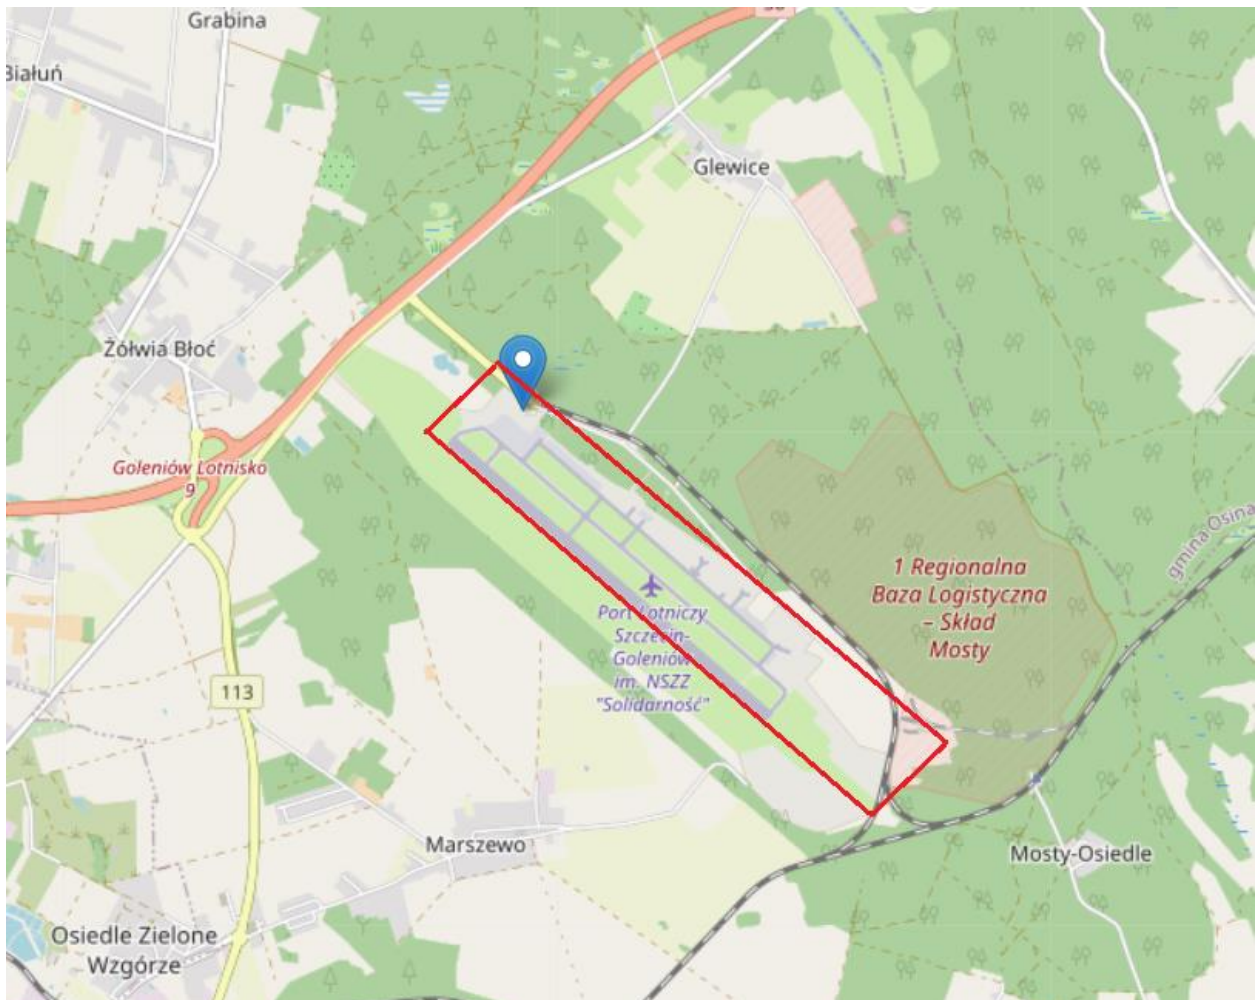 Grabina
Białuń
Glewice
Żółwia Błoć
Goleniów Lotnisko
9
gmina Osina
1 Regionalna
Baza Logistyczna
– Skład
Mosty
Port Lotniczy
Szczecin-
Goleniów
im. NSZZ
"Solidarność"
113
Marszewo
Mosty-Osiedle
Osiedle Zielone
Wzgórze